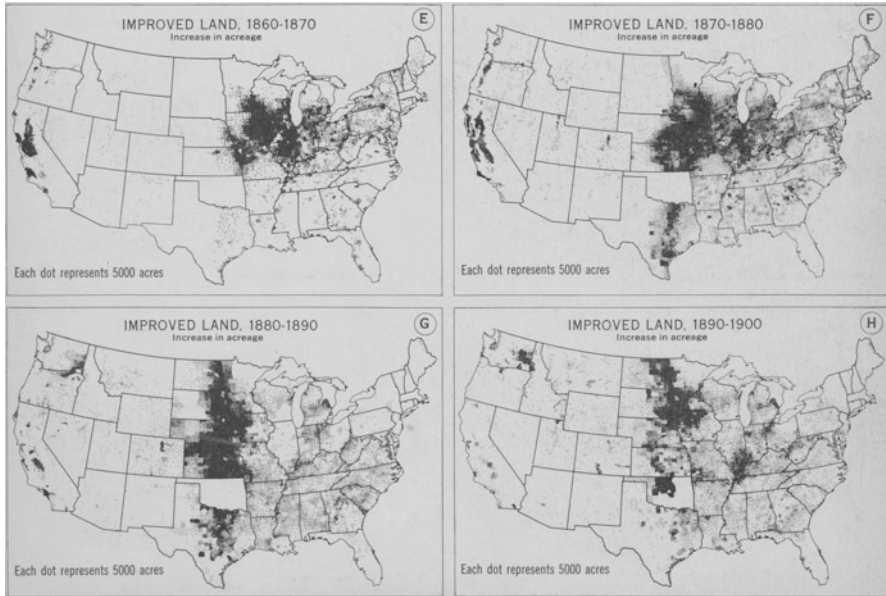 E
IMPROVED LAND, 1860-1870
Increase in acreage
Each dot represents 5000 acres
F
IMPROVED LAND, 1870-1880
Increase in acreage
Each dot represents 5000 acres
G
IMPROVED LAND, 1880-1890
Increase in acreage
Each dot represents 5000 acres
H
IMPROVED LAND, 1890-1900
Increase in acreage
Each dot represents 5000 acres